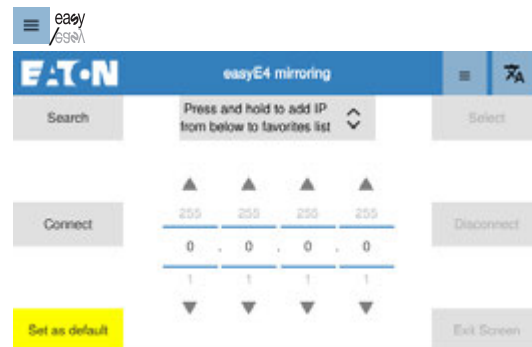 easy
EATON
easyE4 mirroring
Search
Press and hold to add IP
from below to favorites list
Select
255 255 255 255
Connect
0 . 0 . 0 . 0
Disconnect
1 1 1 1
Set as default
Exit Screen